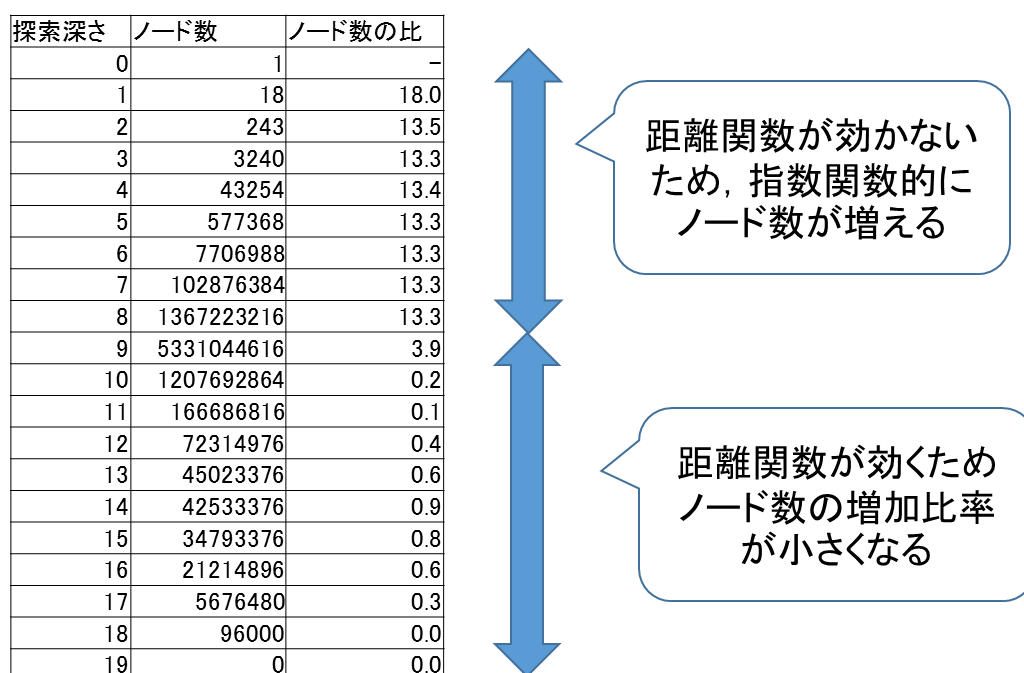 探索深さ ノード数 ノード数の比
0 1 -
1 18 18.0
2 243 13.5
3 3240 13.3
4 43254 13.4
5 577368 13.3
6 7706988 13.3
7 102876384 13.3
8 1367223216 13.3
9 5331044616 3.9
10 1207692864 0.2
11 166686816 0.1
12 72314976 0.4
13 45023376 0.6
14 42533376 0.9
15 34793376 0.8
16 21214896 0.6
17 5676480 0.3
18 96000 0.0
19 0 0.0
距離関数が効かない
ため，指数関数的に
ノード数が増える
距離関数が効くため
ノード数の増加比率
が小さくなる